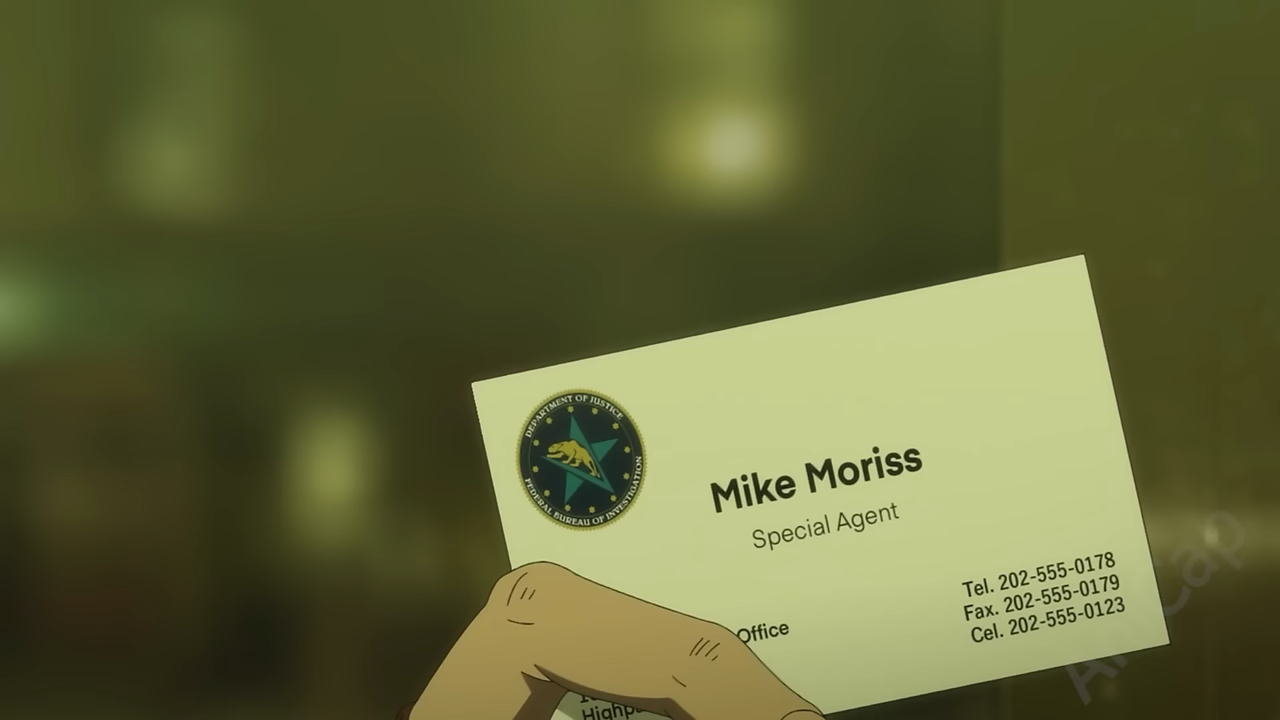 DEPARTMENT OF JUSTICE
FEDERAL BUREAU OF INVESTIGATION
Mike Moriss
Special Agent
Tel. 202-555-0178
Fax. 202-555-0179
Cel. 202-555-0123
Office